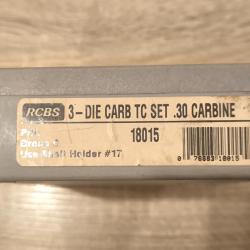 RCBS 3-DIE CARB TC SET .30 CARBINE
P/N 18015
Group C
Use Shell Holder #17
0 76683 18015